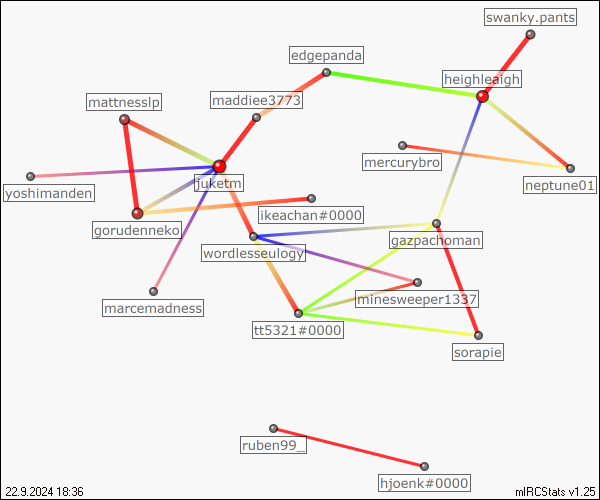 swanky.pants
edgepanda
heighleaigh
mattnesslp
maddiee3773
mercurybro
yoshimanden
juketm
neptune01
ikeachan#0000
gorudenneko
wordlesseulogy
gazpachoman
marcemadness
minesweeper1337
tt5321#0000
sorapie
ruben99_
hjoenk#0000
22.9.2024 18:36
mIRCStats v1.25